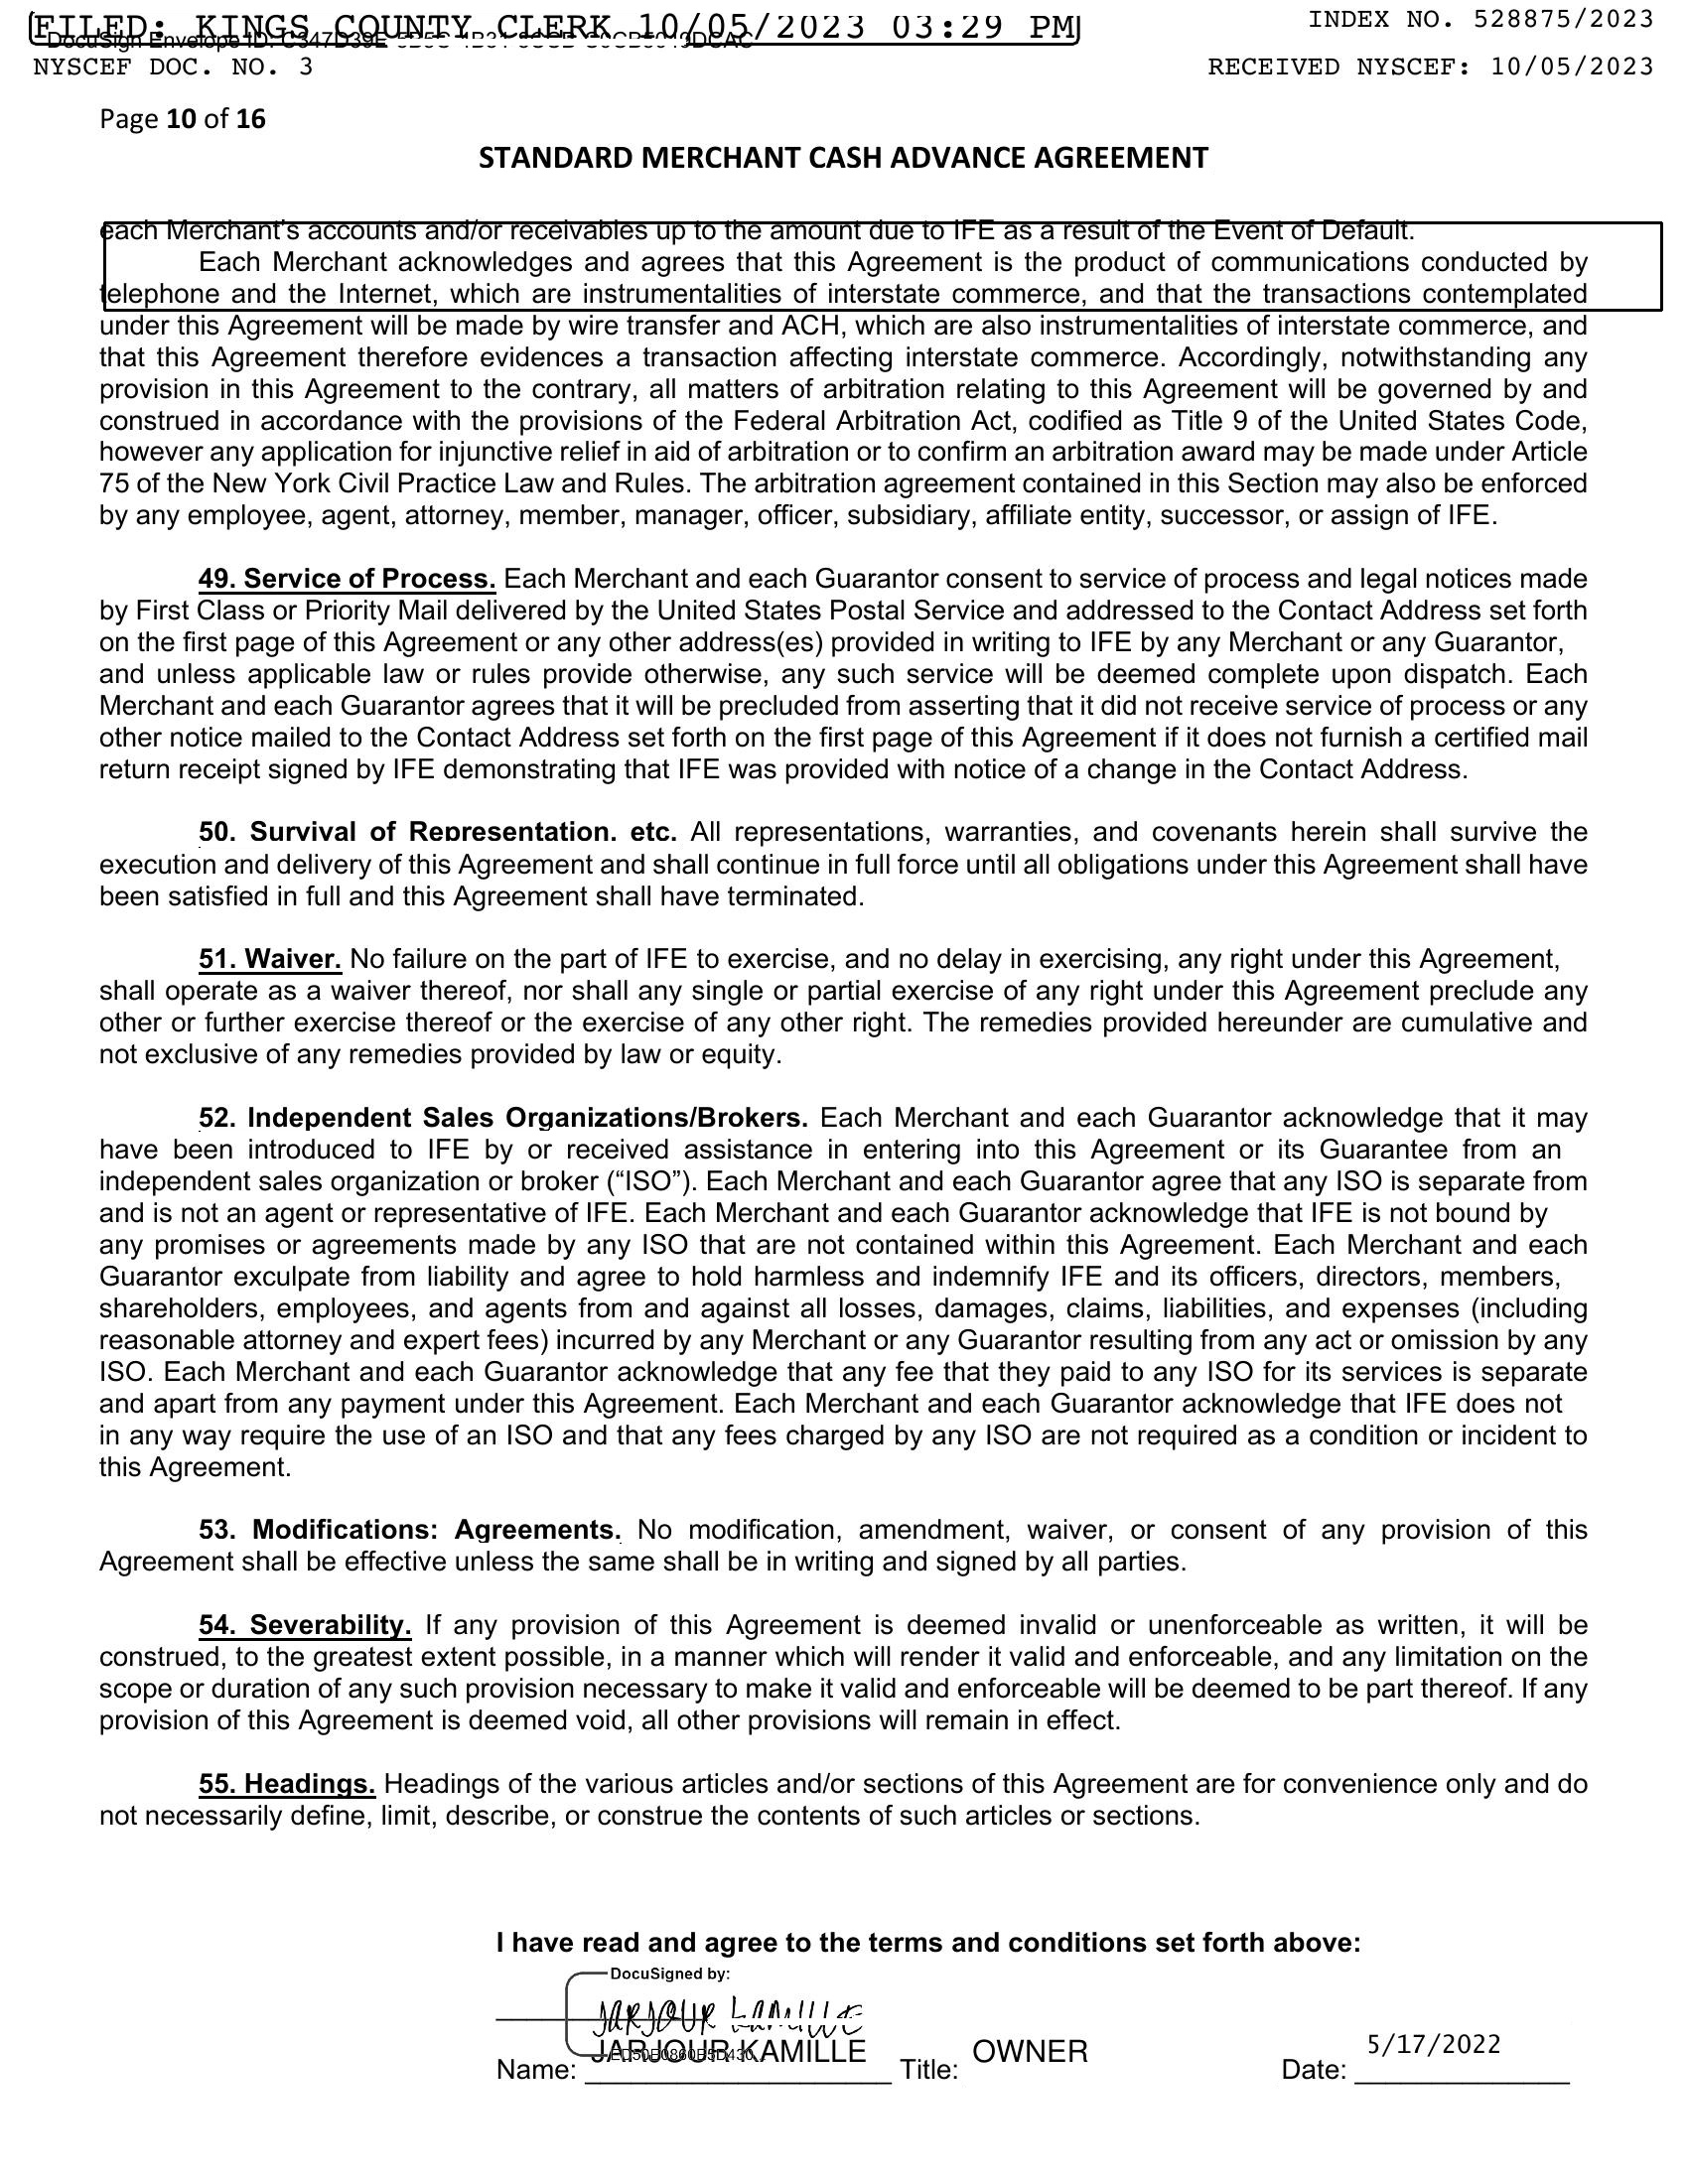 FILED: KINGS COUNTY CLERK 10/05/2023 03:29 PM
INDEX NO. 528875/2023
DocuSign Envelope ID:
NYSCEF DOC. NO. 3
RECEIVED NYSCEF: 10/05/2023
Page 10 of 16
STANDARD MERCHANT CASH ADVANCE AGREEMENT
each Merchant's accounts and/or receivables up to the amount due to IFE as a result of the Event of Default.
Each Merchant acknowledges and agrees that this Agreement is the product of communications conducted by
telephone and the Internet, which are instrumentalities of interstate commerce, and that the transactions contemplated
under this Agreement will be made by wire transfer and ACH, which are also instrumentalities of interstate commerce, and
that this Agreement therefore evidences a transaction affecting interstate commerce. Accordingly, notwithstanding any
provision in this Agreement to the contrary, all matters of arbitration relating to this Agreement will be governed by and
construed in accordance with the provisions of the Federal Arbitration Act, codified as Title 9 of the United States Code,
however any application for injunctive relief in aid of arbitration or to confirm an arbitration award may be made under Article
75 of the New York Civil Practice Law and Rules. The arbitration agreement contained in this Section may also be enforced
by any employee, agent, attorney, member, manager, officer, subsidiary, affiliate entity, successor, or assign of IFE.
49. Service of Process. Each Merchant and each Guarantor consent to service of process and legal notices made
by First Class or Priority Mail delivered by the United States Postal Service and addressed to the Contact Address set forth
on the first page of this Agreement or any other address(es) provided in writing to IFE by any Merchant or any Guarantor,
and unless applicable law or rules provide otherwise, any such service will be deemed complete upon dispatch. Each
Merchant and each Guarantor agrees that it will be precluded from asserting that it did not receive service of process or any
other notice mailed to the Contact Address set forth on the first page of this Agreement if it does not furnish a certified mail
return receipt signed by IFE demonstrating that IFE was provided with notice of a change in the Contact Address.
50. Survival of Representation. etc. All representations, warranties, and covenants herein shall survive the
execution and delivery of this Agreement and shall continue in full force until all obligations under this Agreement shall have
been satisfied in full and this Agreement shall have terminated.
51. Waiver. No failure on the part of IFE to exercise, and no delay in exercising, any right under this Agreement,
shall operate as a waiver thereof, nor shall any single or partial exercise of any right under this Agreement preclude any
other or further exercise thereof or the exercise of any other right. The remedies provided hereunder are cumulative and
not exclusive of any remedies provided by law or equity.
52. Independent Sales Organizations/Brokers. Each Merchant and each Guarantor acknowledge that it may
have been introduced to IFE by or received assistance in entering into this Agreement or its Guarantee from an
independent sales organization or broker (“ISO”). Each Merchant and each Guarantor agree that any ISO is separate from
and is not an agent or representative of IFE. Each Merchant and each Guarantor acknowledge that IFE is not bound by
any promises or agreements made by any ISO that are not contained within this Agreement. Each Merchant and each
Guarantor exculpate from liability and agree to hold harmless and indemnify IFE and its officers, directors, members,
shareholders, employees, and agents from and against all losses, damages, claims, liabilities, and expenses (including
reasonable attorney and expert fees) incurred by any Merchant or any Guarantor resulting from any act or omission by any
ISO. Each Merchant and each Guarantor acknowledge that any fee that they paid to any ISO for its services is separate
and apart from any payment under this Agreement. Each Merchant and each Guarantor acknowledge that IFE does not
in any way require the use of an ISO and that any fees charged by any ISO are not required as a condition or incident to
this Agreement.
53. Modifications: Agreements. No modification, amendment, waiver, or consent of any provision of this
Agreement shall be effective unless the same shall be in writing and signed by all parties.
54. Severability. If any provision of this Agreement is deemed invalid or unenforceable as written, it will be
construed, to the greatest extent possible, in a manner which will render it valid and enforceable, and any limitation on the
scope or duration of any such provision necessary to make it valid and enforceable will be deemed to be part thereof. If any
provision of this Agreement is deemed void, all other provisions will remain in effect.
55. Headings. Headings of the various articles and/or sections of this Agreement are for convenience only and do
not necessarily define, limit, describe, or construe the contents of such articles or sections.
I have read and agree to the terms and conditions set forth above:
DocuSigned by:
JARJOUR KAMILLE
Name: JARJOUR KAMILLE Title: OWNER Date: 5/17/2022